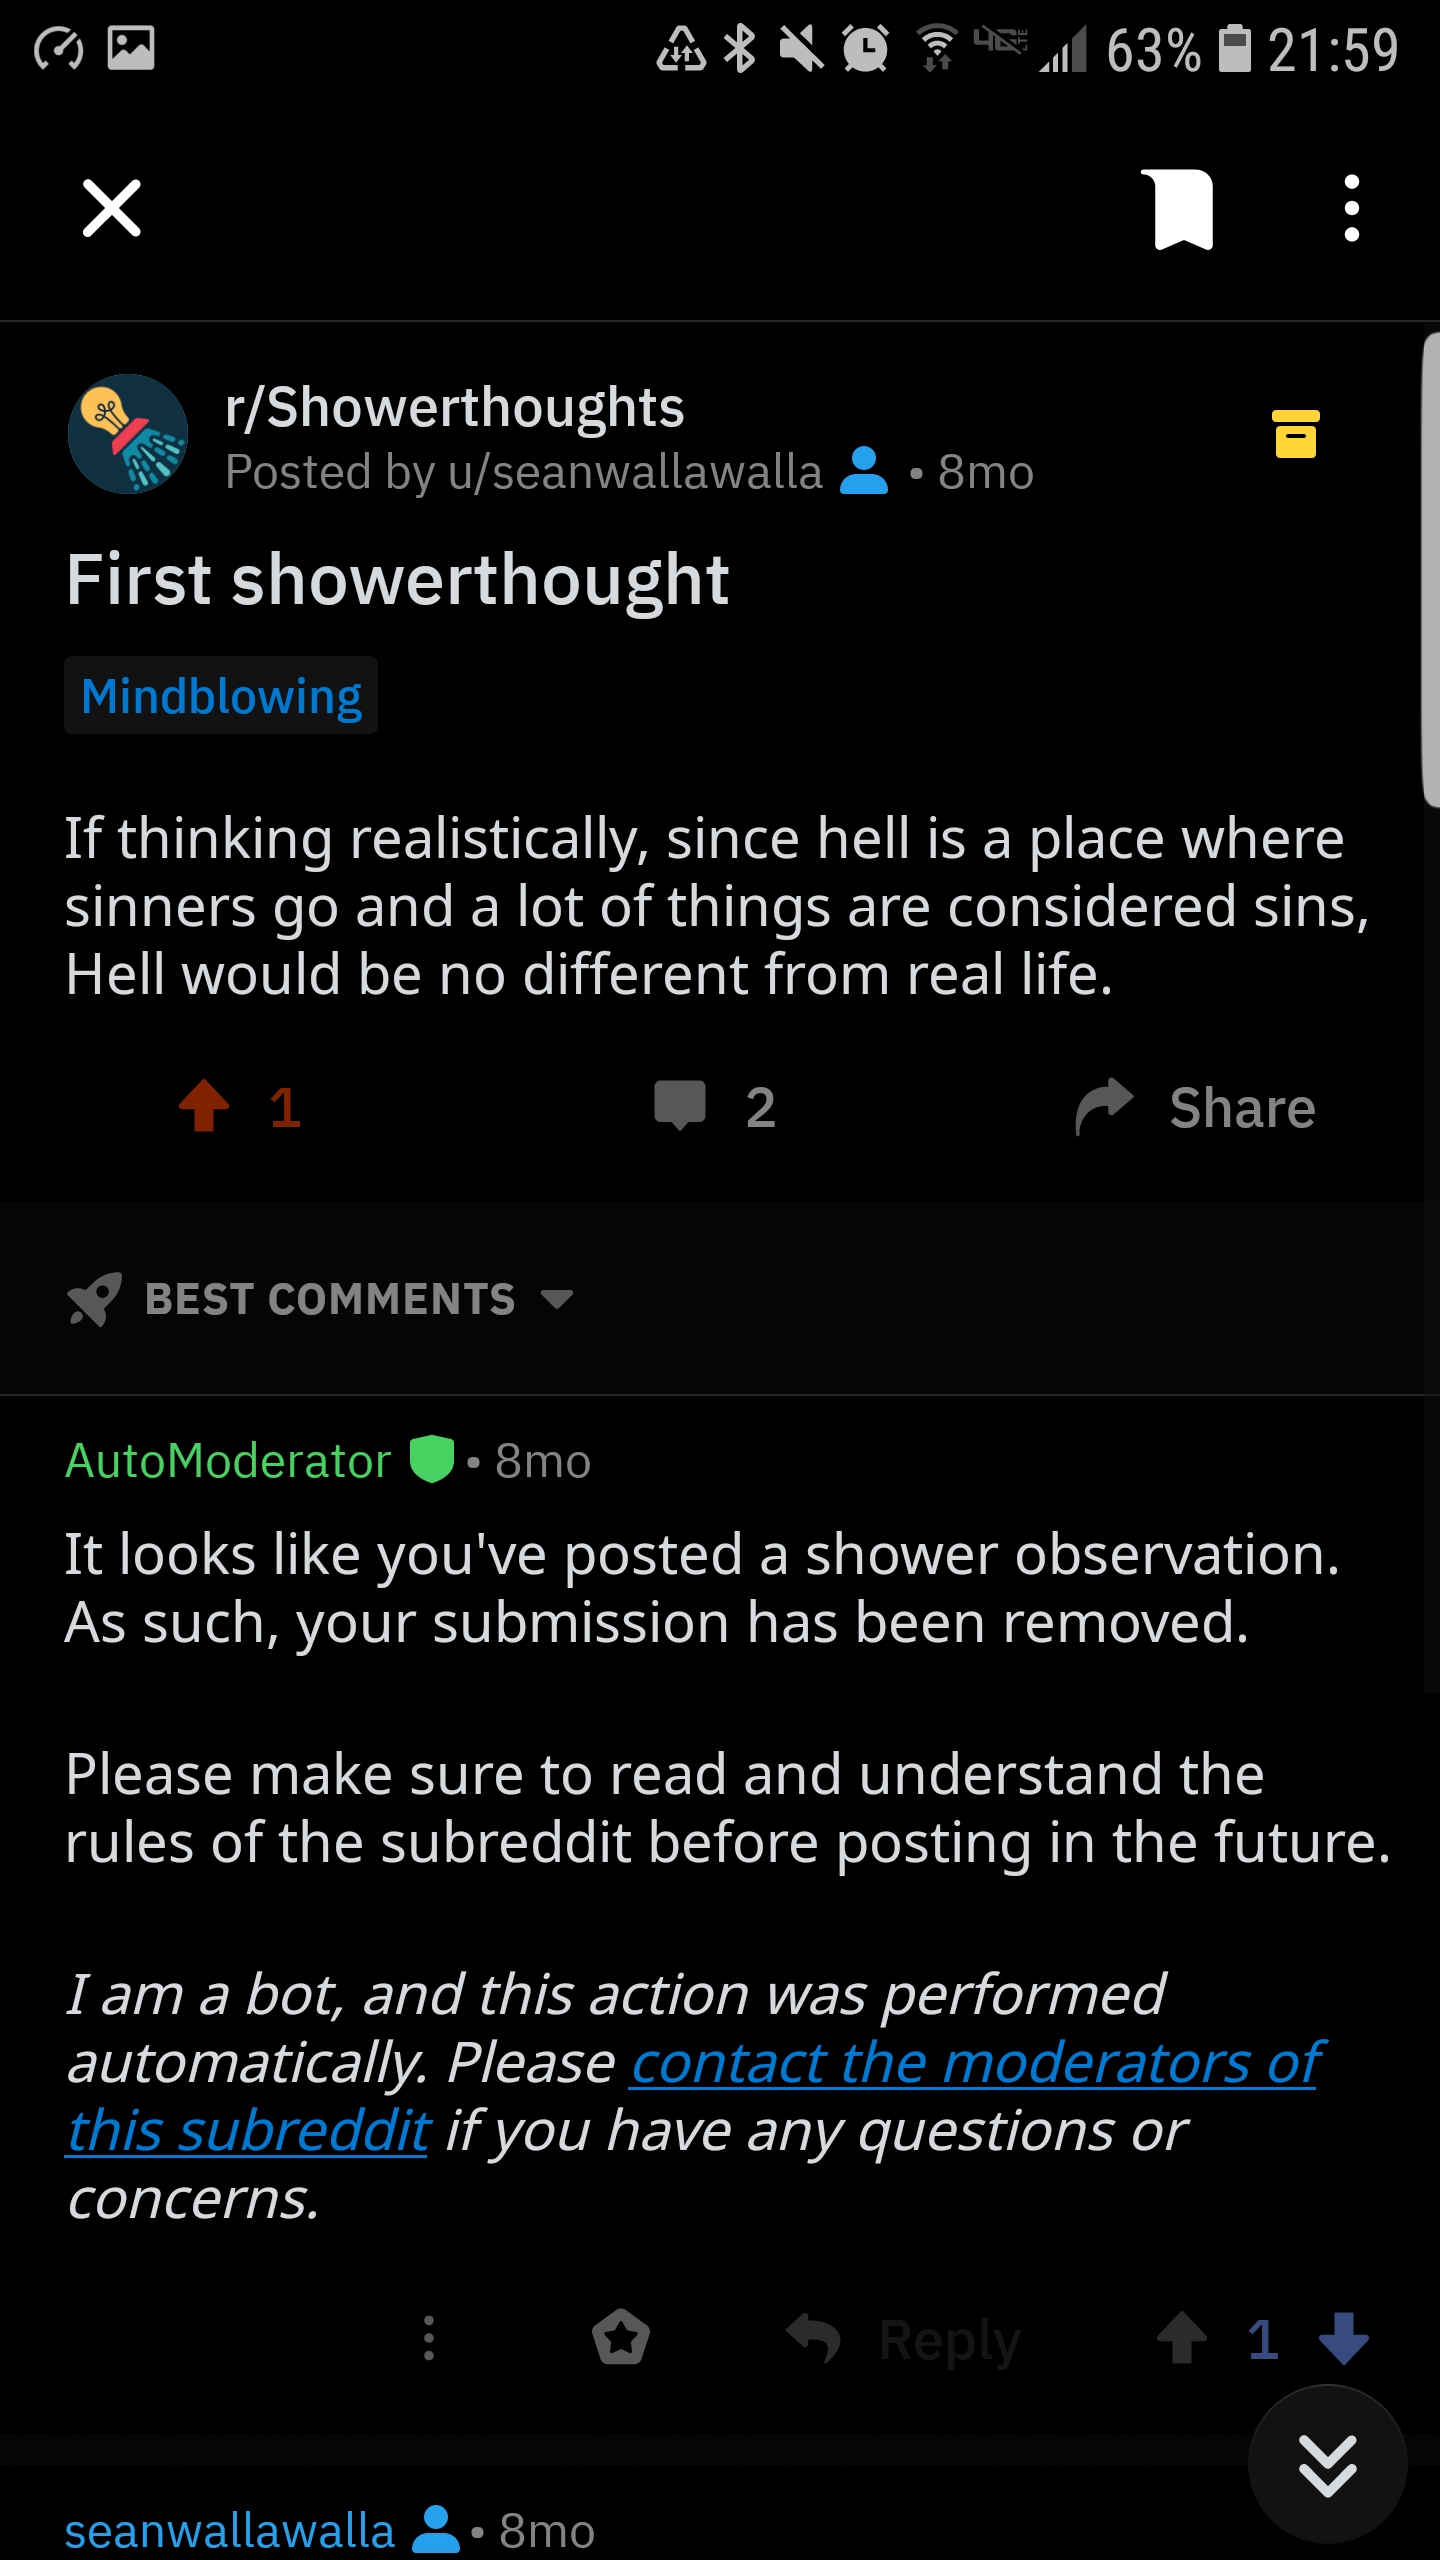 63% 21:59
r/Showerthoughts
Posted by u/seanwallawalla • 8mo
First showerthought
Mindblowing
If thinking realistically, since hell is a place where
sinners go and a lot of things are considered sins,
Hell would be no different from real life.
1 2 Share
BEST COMMENTS
AutoModerator • 8mo
It looks like you've posted a shower observation.
As such, your submission has been removed.
Please make sure to read and understand the
rules of the subreddit before posting in the future.
I am a bot, and this action was performed
automatically. Please contact the moderators of
this subreddit if you have any questions or
concerns.
Reply 1
seanwallawalla • 8mo